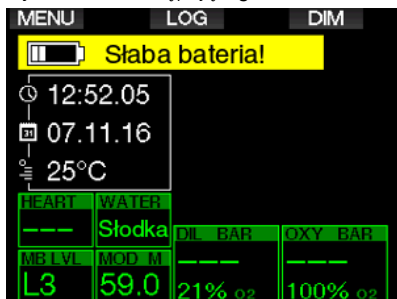 MENU LOG DIM
Słaba bateria!
12:52.05
31 07.11.16
25°C
HEART WATER
--- Słodka DIL BAR OXY BAR
MB LVL MOD M --- ---
L3 59.0 21% O2 100% O2